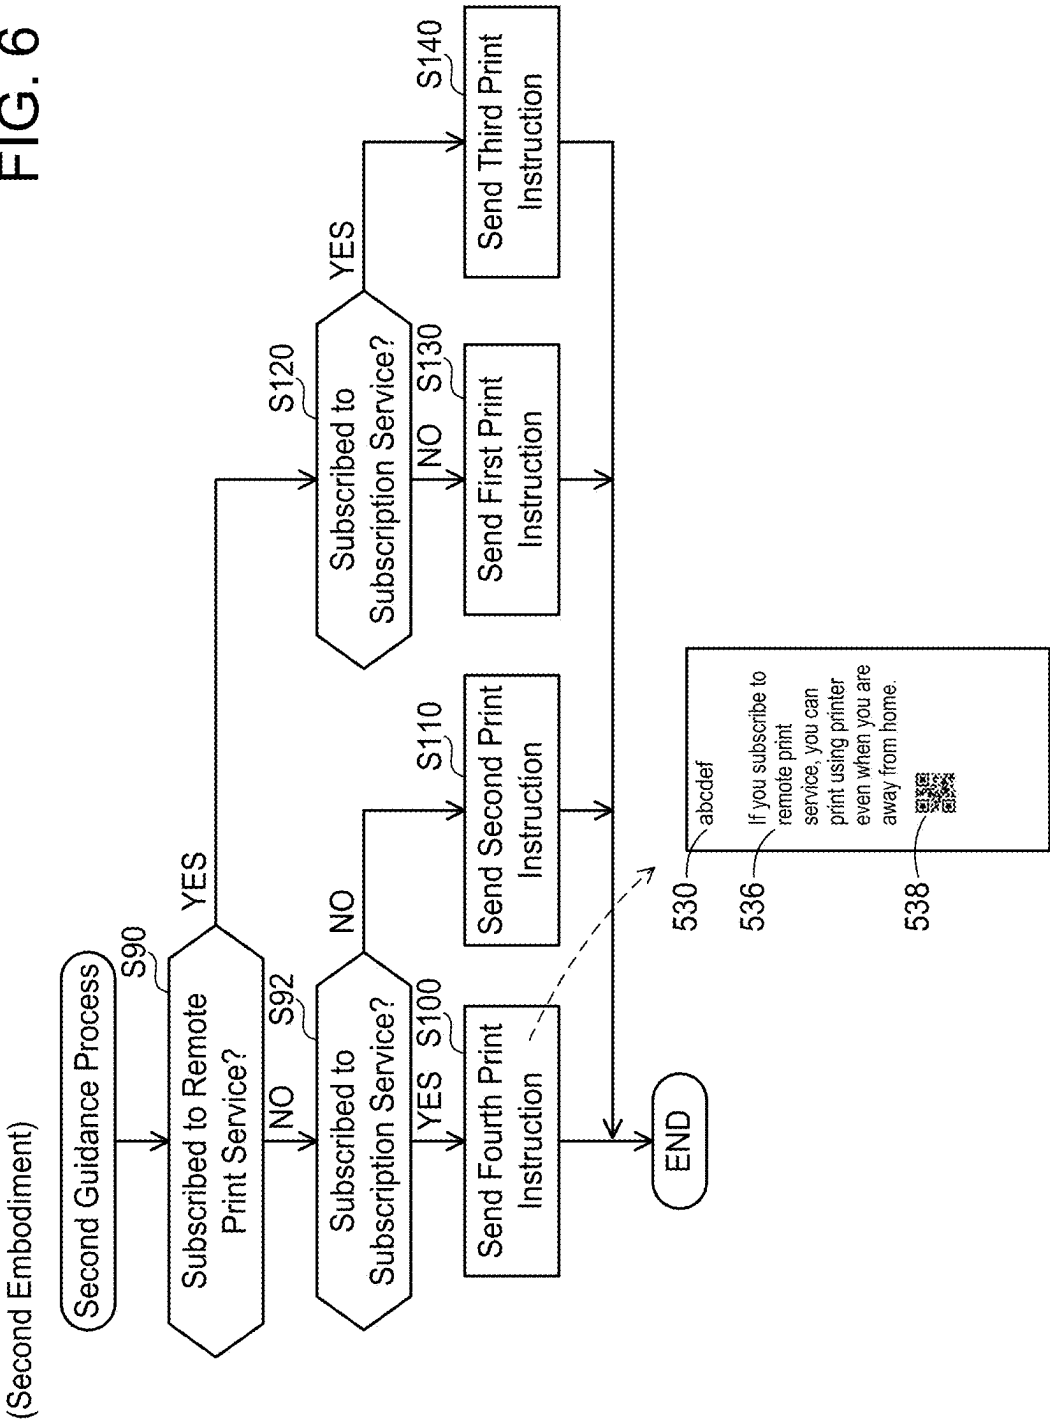 FIG. 6
(Second Embodiment)
Second Guidance Process
S90
Subscribed to Remote
Print Service?
YES
NO
S92
Subscribed to
Subscription Service?
NO
YES
S120
Subscribed to
Subscription Service?
YES
NO
S100
Send Fourth Print
Instruction
S110
Send Second Print
Instruction
S130
Send First Print
Instruction
S140
Send Third Print
Instruction
END
530
abcdef
536
If you subscribe to
remote print
service, you can
print using printer
even when you are
away from home.
538